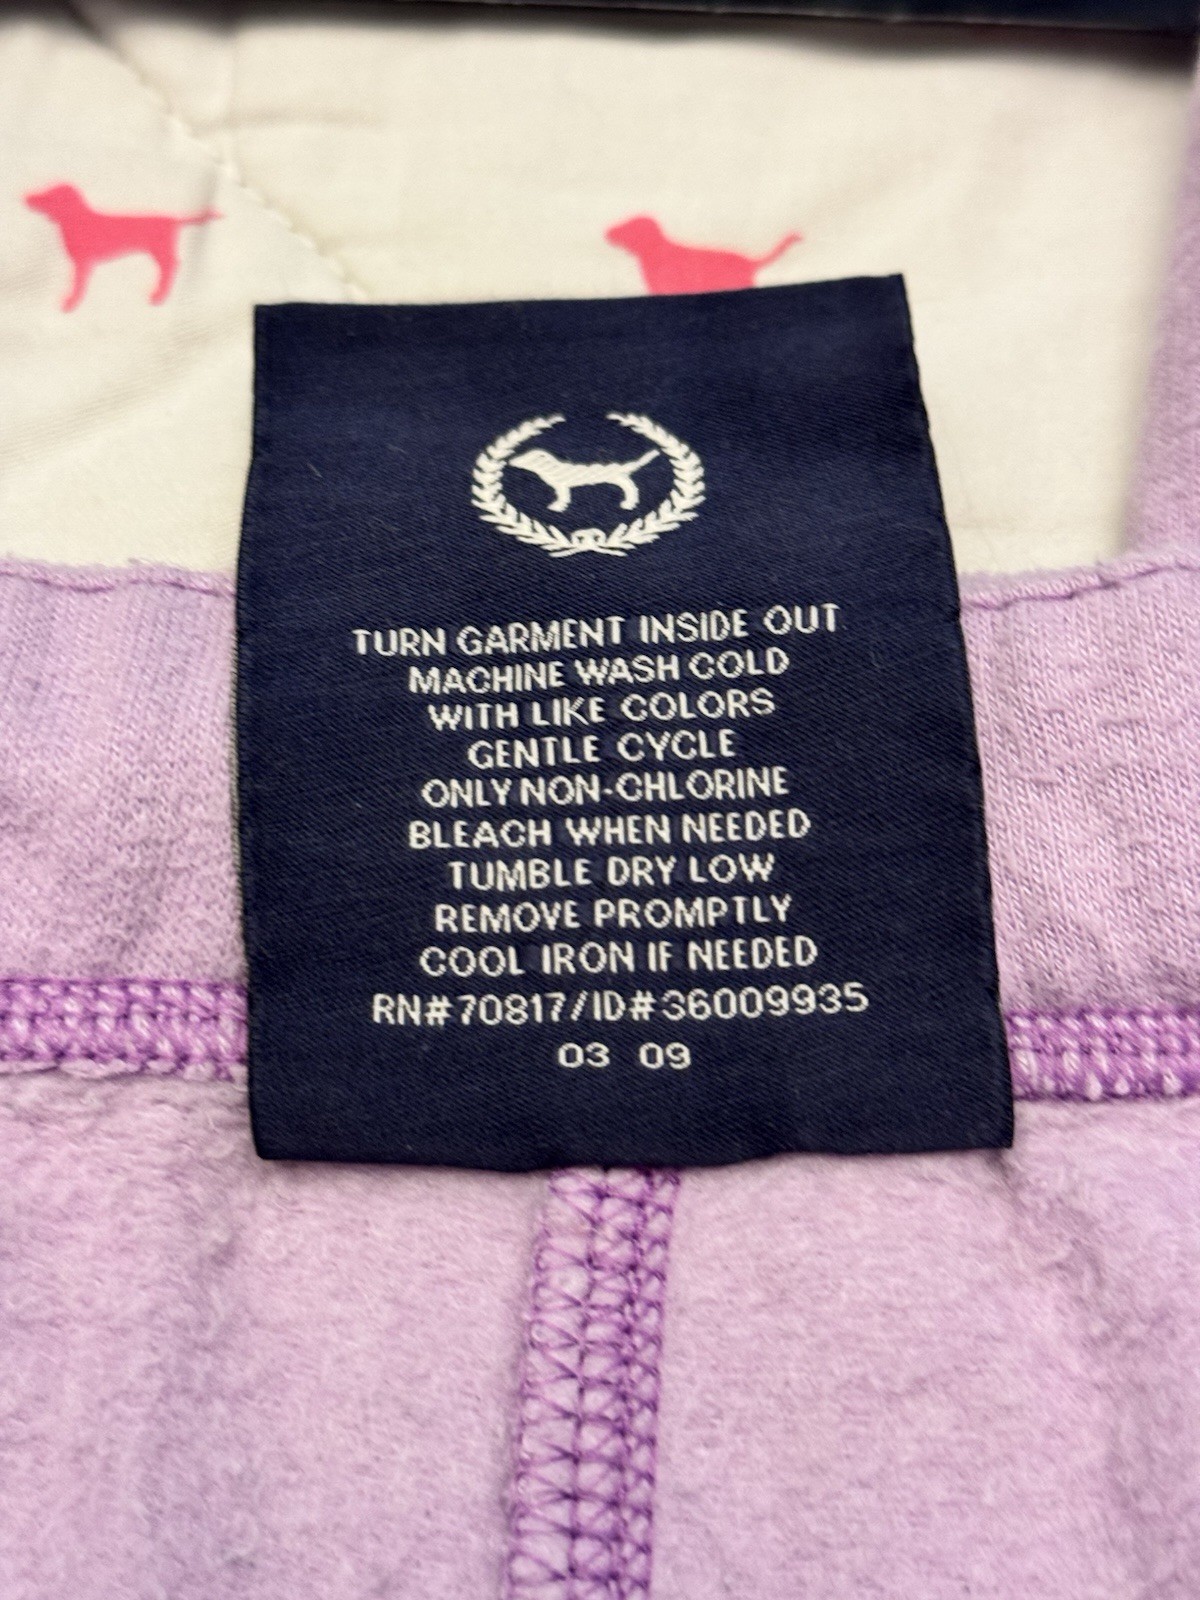 TURN GARMENT INSIDE OUT
MACHINE WASH COLD
WITH LIKE COLORS
GENTLE CYCLE
ONLY NON-CHLORINE
BLEACH WHEN NEEDED
TUMBLE DRY LOW
REMOVE PROMPTLY
COOL IRON IF NEEDED
RN#70817/ID#36009935
03 09